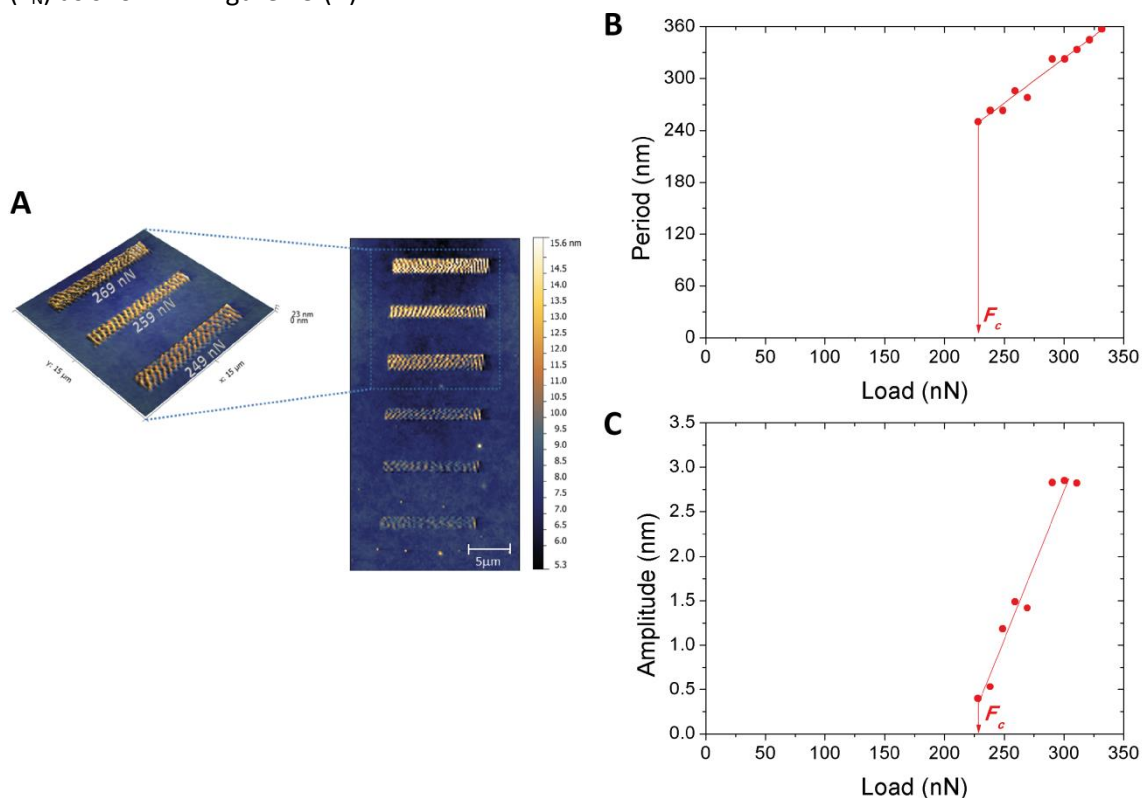 A
269 nN
259 nN
249 nN
23 nm
0 nm
Y: 15 µm
X: 15 µm
15.6 nm
14.5
14.0
13.5
13.0
12.5
12.0
11.5
11.0
10.5
10.0
9.5
9.0
8.5
8.0
7.5
7.0
6.5
6.0
5.3
5µm
B
360
300
240
180
120
60
0
Period (nm)
Fc
0 50 100 150 200 250 300 350
Load (nN)
C
3.5
3.0
2.5
2.0
1.5
1.0
0.5
0.0
Amplitude (nm)
Fc
0 50 100 150 200 250 300 350
Load (nN)